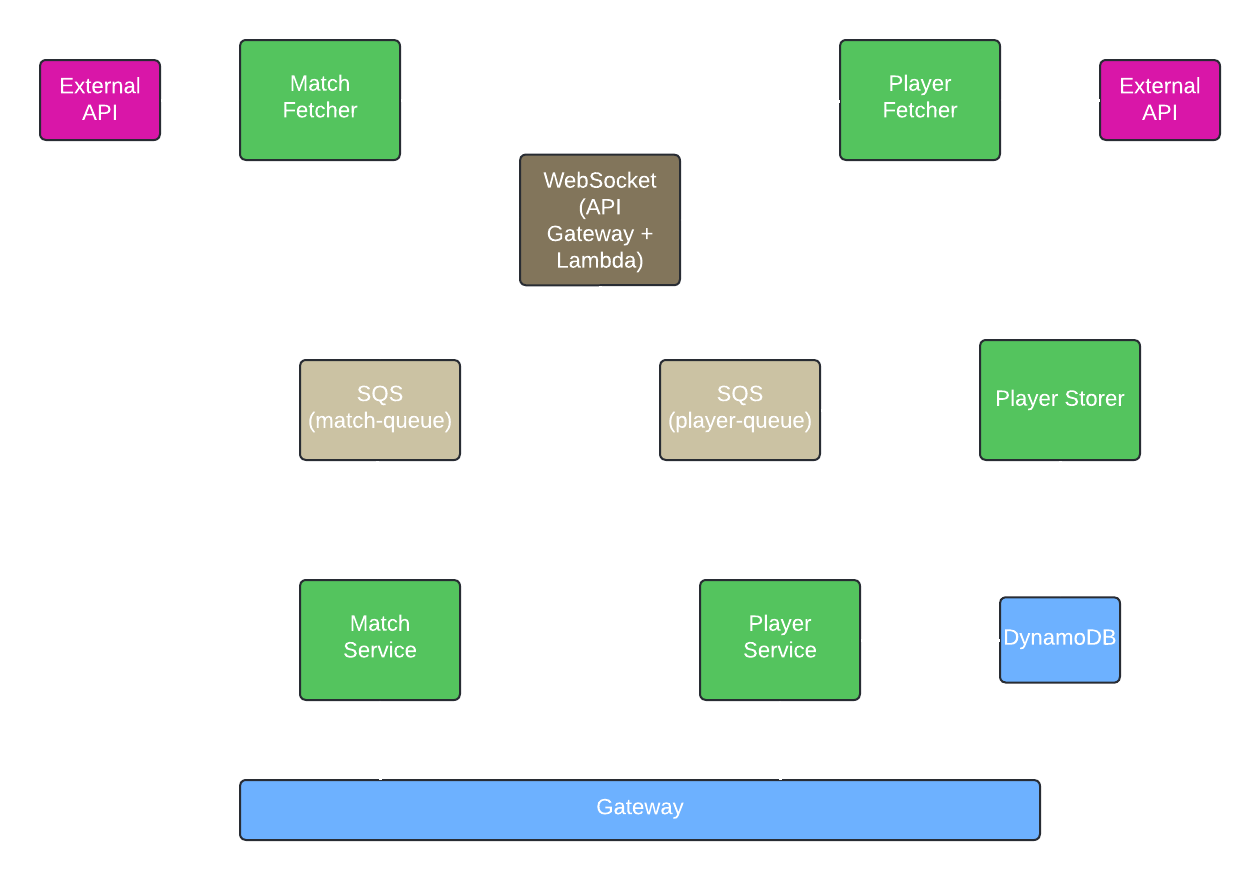 External
API
Match
Fetcher
Player
Fetcher
External
API
WebSocket
(API
Gateway +
Lambda)
SQS
(match-queue)
SQS
(player-queue)
Player Storer
Match
Service
Player
Service
DynamoDB
Gateway